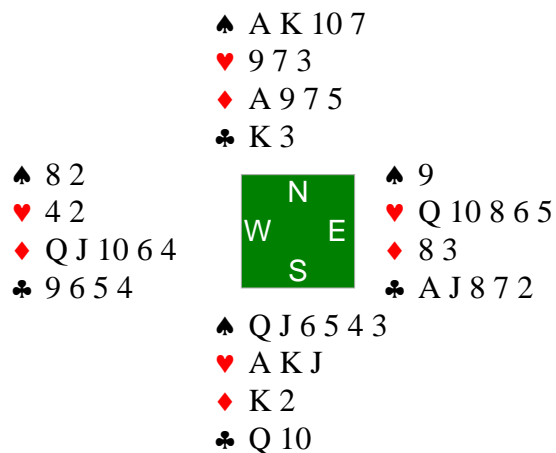 ♠ A K 10 7
♥ 9 7 3
♦ A 9 7 5
♣ K 3
♠ 8 2
♥ 4 2
♦ Q J 10 6 4
♣ 9 6 5 4
N
W E
S
♠ 9
♥ Q 10 8 6 5
♦ 8 3
♣ A J 8 7 2
♠ Q J 6 5 4 3
♥ A K J
♦ K 2
♣ Q 10